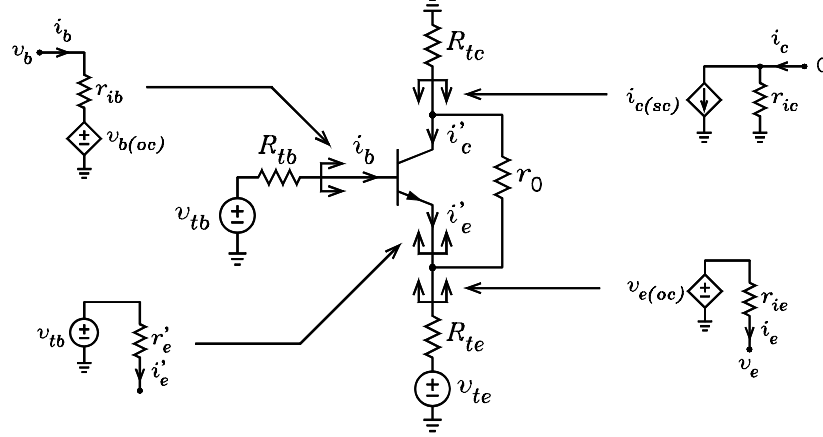 R_tc
i_b
v_b
r_ib
v_b(oc)
i_c
i_c(sc)
r_ic
i'_c
R_tb
i_b
r_0
v_tb
± 
i'_e
v_e(oc)
r_ie
i_e
v_e
v_tb
r'_e
i'_e
R_te
v_te